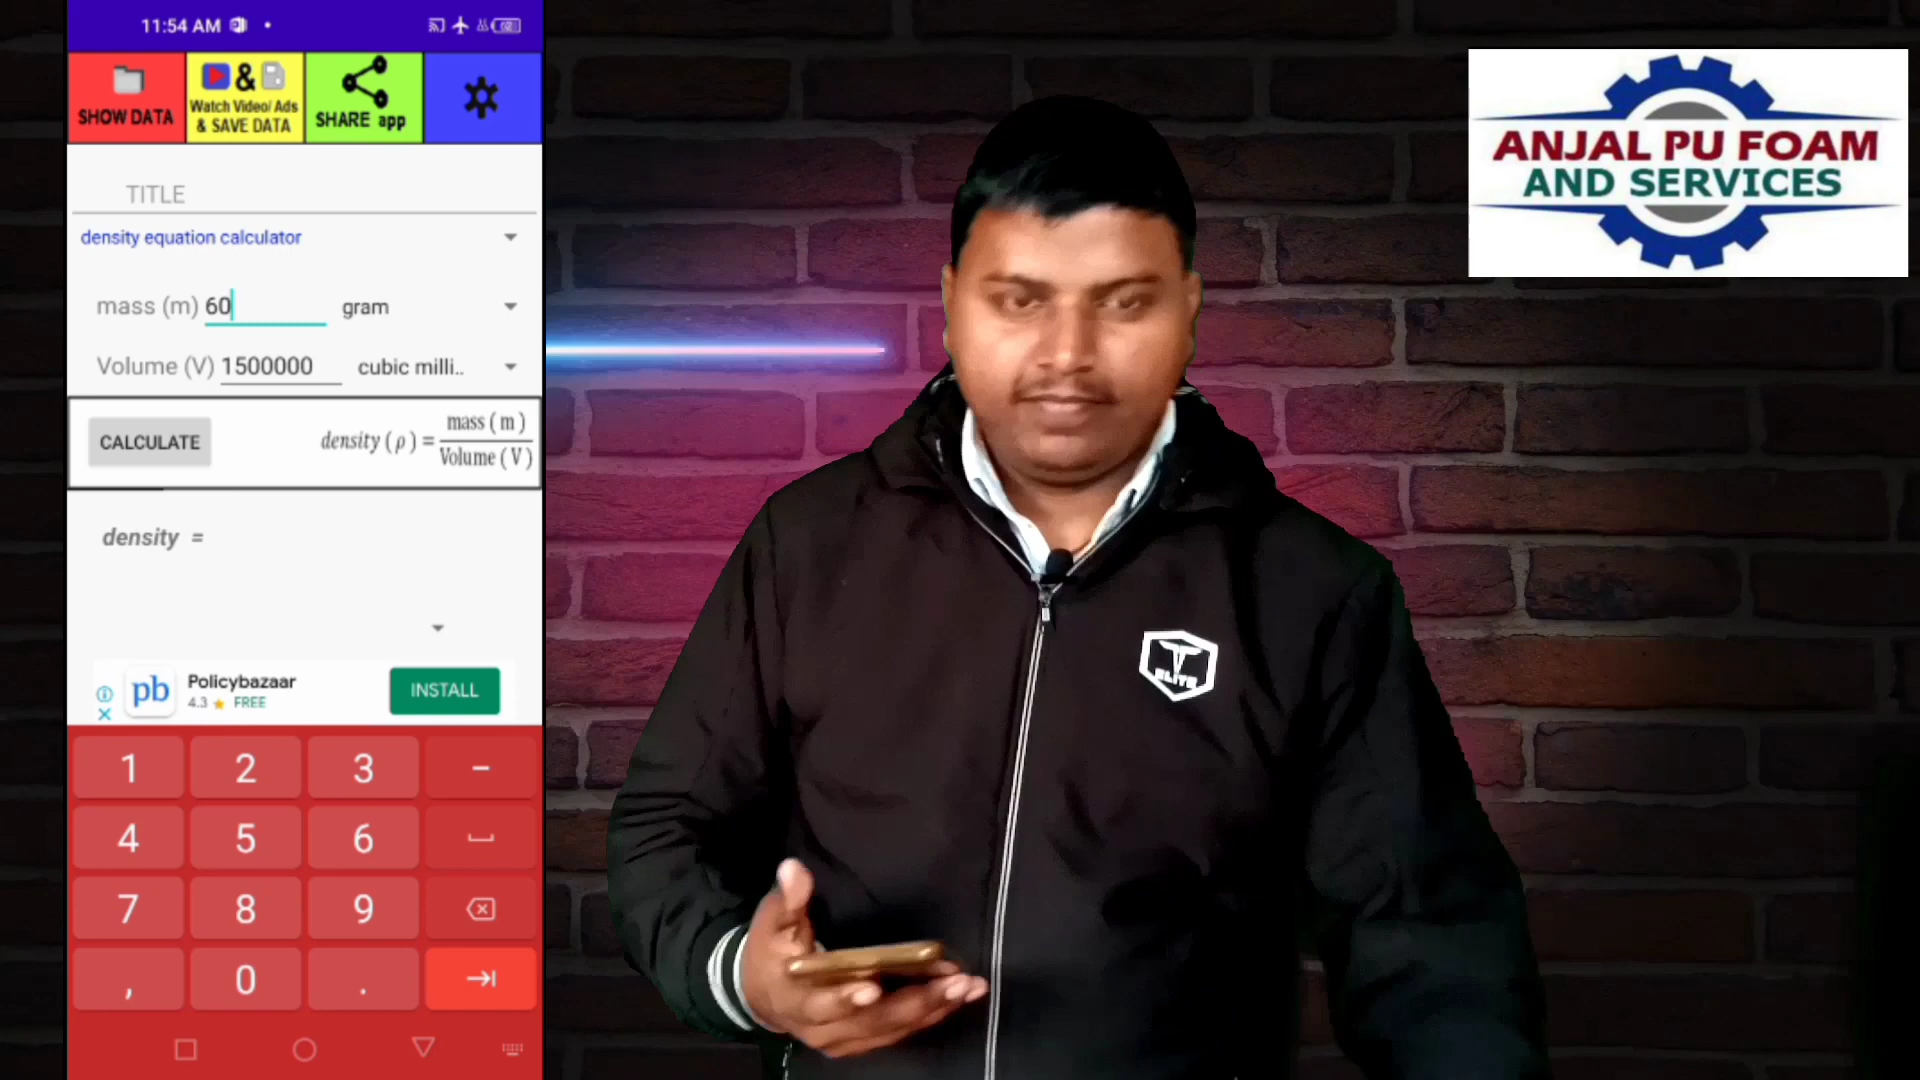 11:54 AM
SHOW DATA
&
Watch Video/ Ads
& SAVE DATA
SHARE app
TITLE
density equation calculator
mass (m) 60 gram
Volume (V) 1500000 cubic milli..
CALCULATE
density ( ρ ) = mass ( m )
Volume ( V )
density =
pb
Policybazaar
4.3 FREE
INSTALL
1 2 3 –
4 5 6
7 8 9
, 0 .
ANJAL PU FOAM
AND SERVICES
ELITE